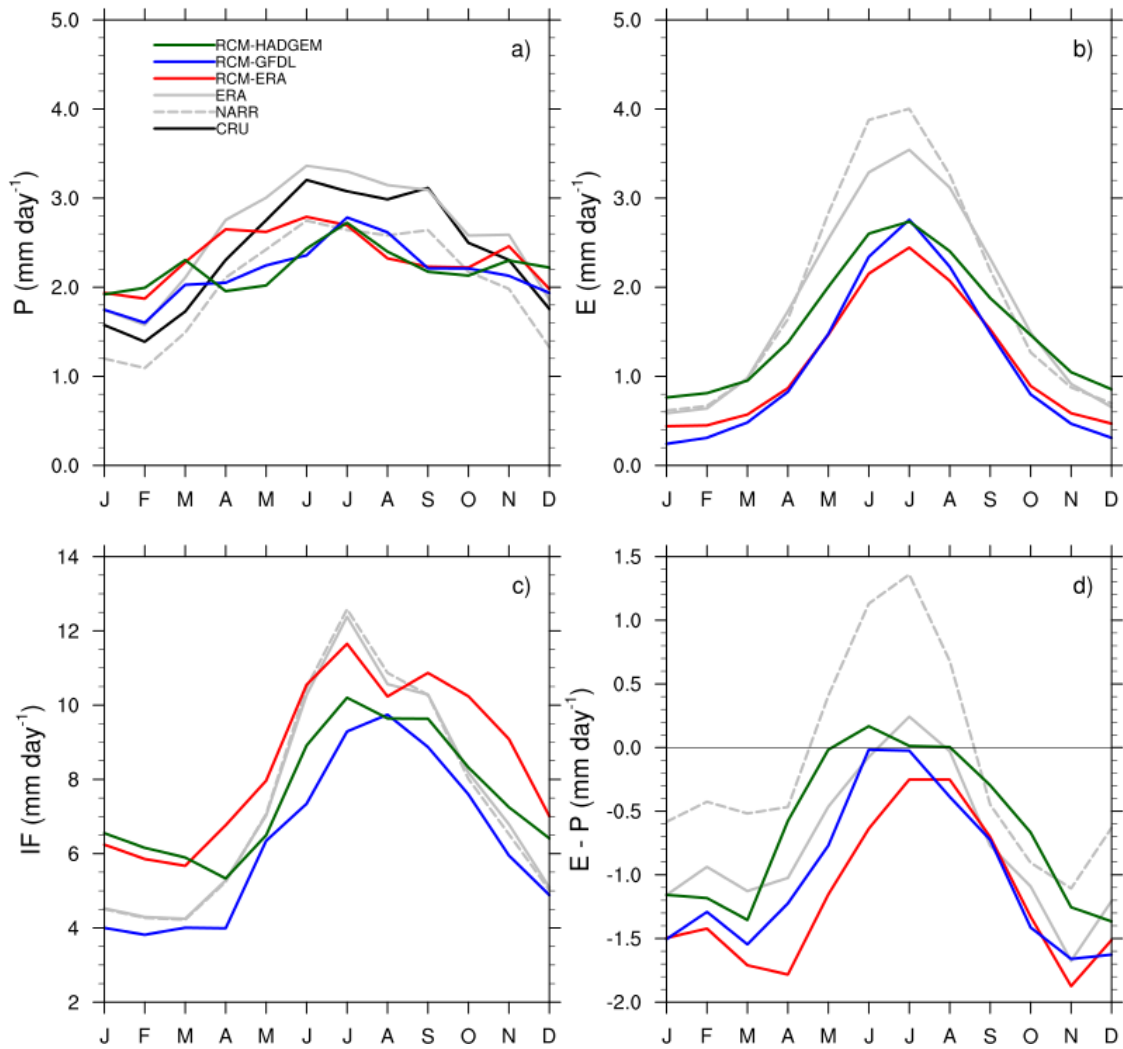 a)
RCM-HADGEM
RCM-GFDL
RCM-ERA
ERA
NARR
CRU
P (mm day-1)
5.0
4.0
3.0
2.0
1.0
0.0
J F M A M J J A S O N D
b)
E (mm day-1)
5.0
4.0
3.0
2.0
1.0
0.0
J F M A M J J A S O N D
c)
IF (mm day-1)
14
12
10
8
6
4
2
J F M A M J J A S O N D
d)
E - P (mm day-1)
1.5
1.0
0.5
0.0
-0.5
-1.0
-1.5
-2.0
J F M A M J J A S O N D